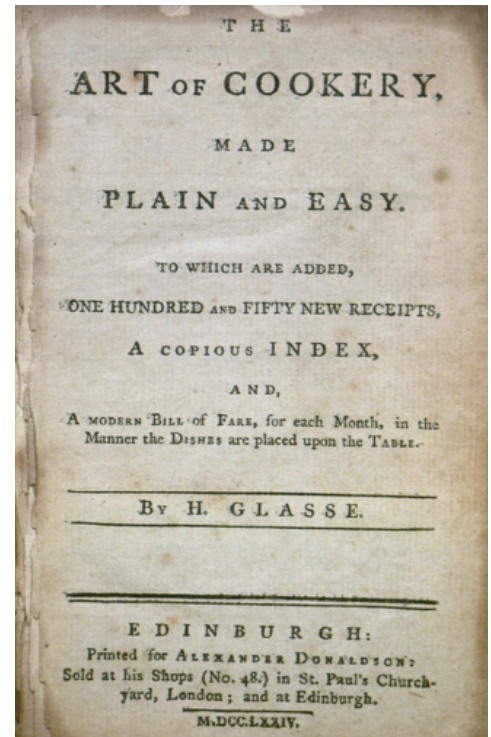 THE
ART OF COOKERY,
MADE
PLAIN AND EASY.
TO WHICH ARE ADDED,
ONE HUNDRED AND FIFTY NEW RECEIPTS,
A COPIOUS INDEX,
AND,
A MODERN BILL of FARE, for each Month, in the
Manner the DISHES are placed upon the TABLE.
BY H. GLASSE.
EDINBURGH:
Printed for ALEXANDER DONALDSON:
Sold at his Shops (No. 48.) in St. Paul's Church-
yard, London; and at Edinburgh.
M.DCC.LXXIV.